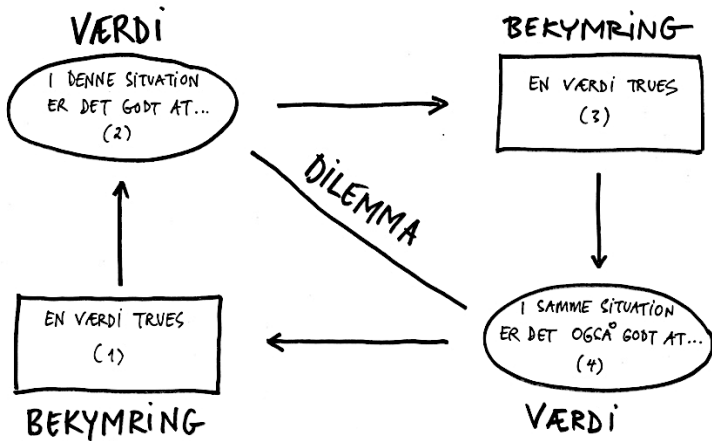 VÆRDI
I DENNE SITUATION
ER DET GODT AT...
(2)
BEKYMRING
EN VÆRDI TRUES
(3)
DILEMMA
EN VÆRDI TRUES
(1)
BEKYMRING
I SAMME SITUATION
ER DET OGSÅ GODT AT...
(4)
VÆRDI